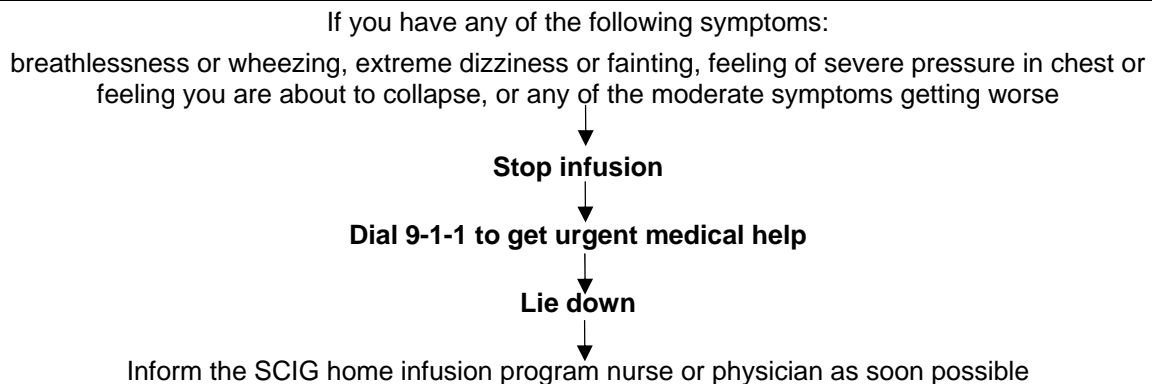 If you have any of the following symptoms:
breathlessness or wheezing, extreme dizziness or fainting, feeling of severe pressure in chest or
feeling you are about to collapse, or any of the moderate symptoms getting worse
Stop infusion
Dial 9-1-1 to get urgent medical help
Lie down
Inform the SCIG home infusion program nurse or physician as soon possible